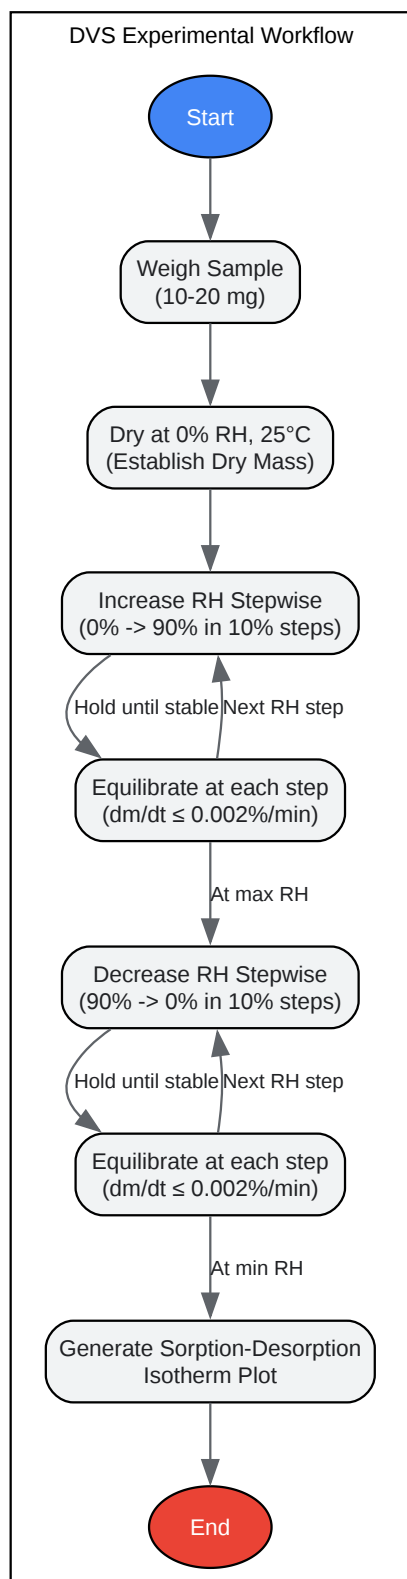 DVS Experimental Workflow
Start
Weigh Sample
(10-20 mg)
Dry at 0% RH, 25°C
(Establish Dry Mass)
Increase RH Stepwise
(0% -> 90% in 10% steps)
Hold until stable
Next RH step
Equilibrate at each step
(dm/dt ≤ 0.002%/min)
At max RH
Decrease RH Stepwise
(90% -> 0% in 10% steps)
Hold until stable
Next RH step
Equilibrate at each step
(dm/dt ≤ 0.002%/min)
At min RH
Generate Sorption-Desorption
Isotherm Plot
End